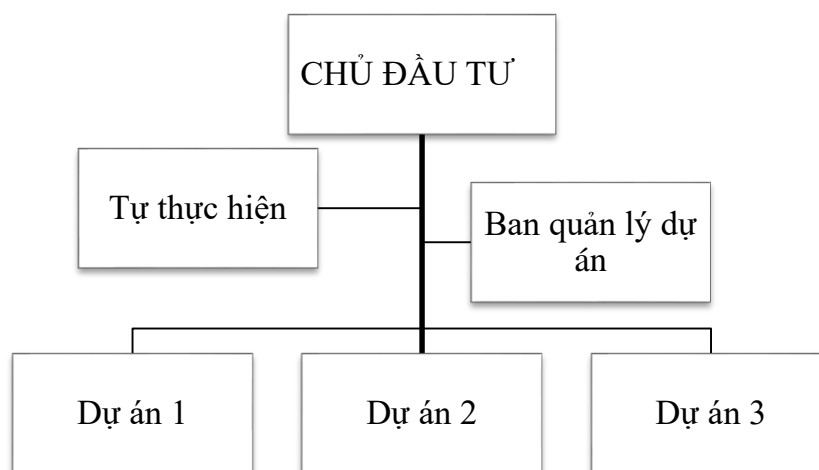 CHỦ ĐẦU TƯ
Tự thực hiện
Ban quản lý dự
án
Dự án 1
Dự án 2
Dự án 3